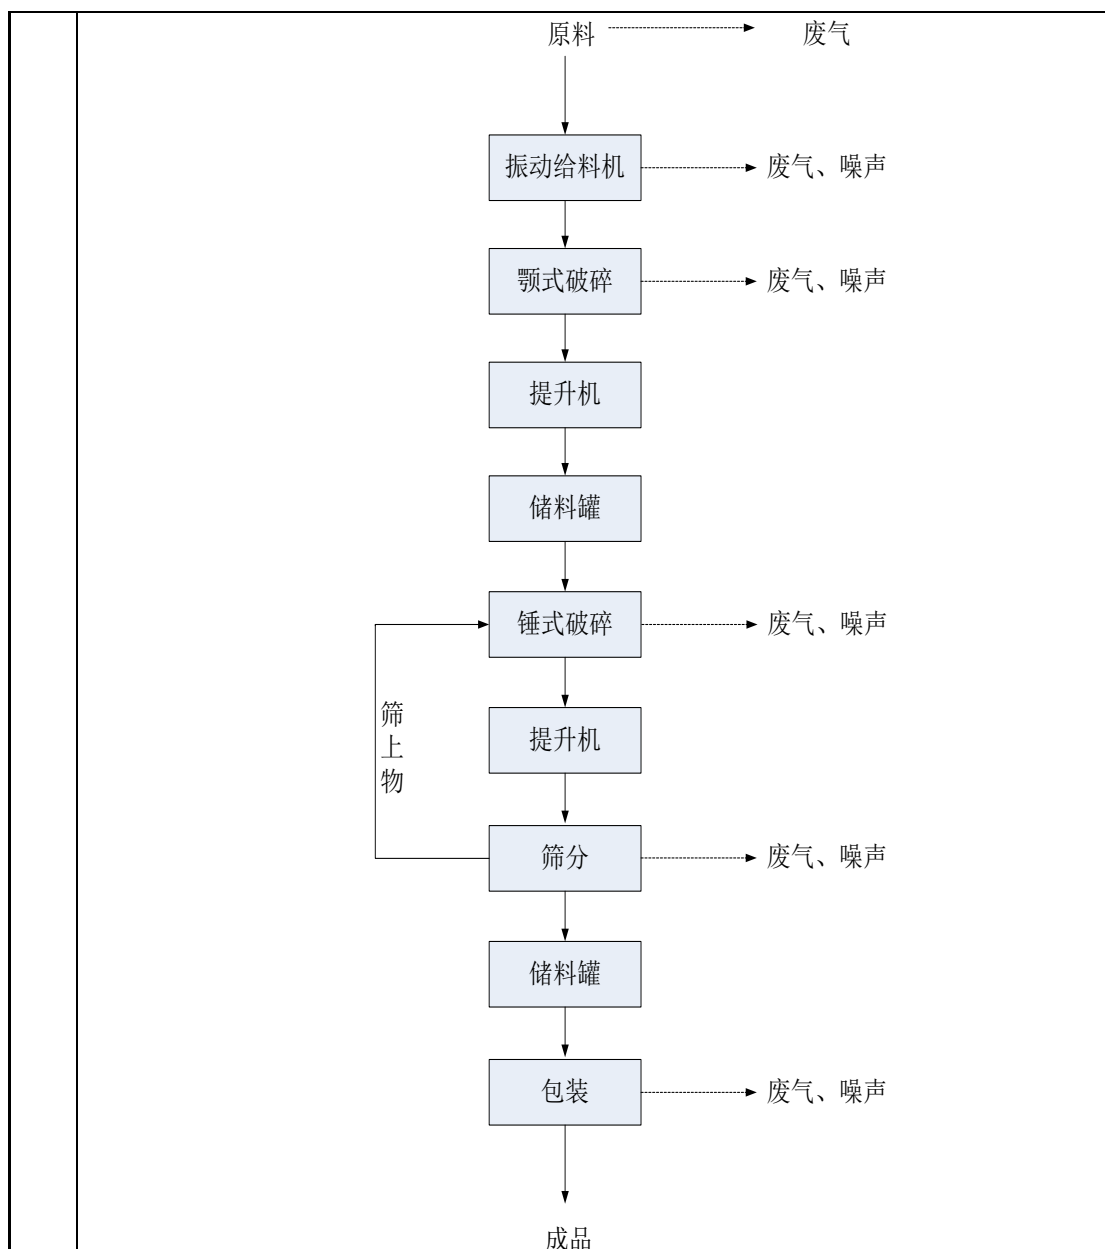 原料 废气
振动给料机 废气、噪声
颚式破碎 废气、噪声
提升机
储料罐
锤式破碎 废气、噪声
筛上物
提升机
筛分 废气、噪声
储料罐
包装 废气、噪声
成品